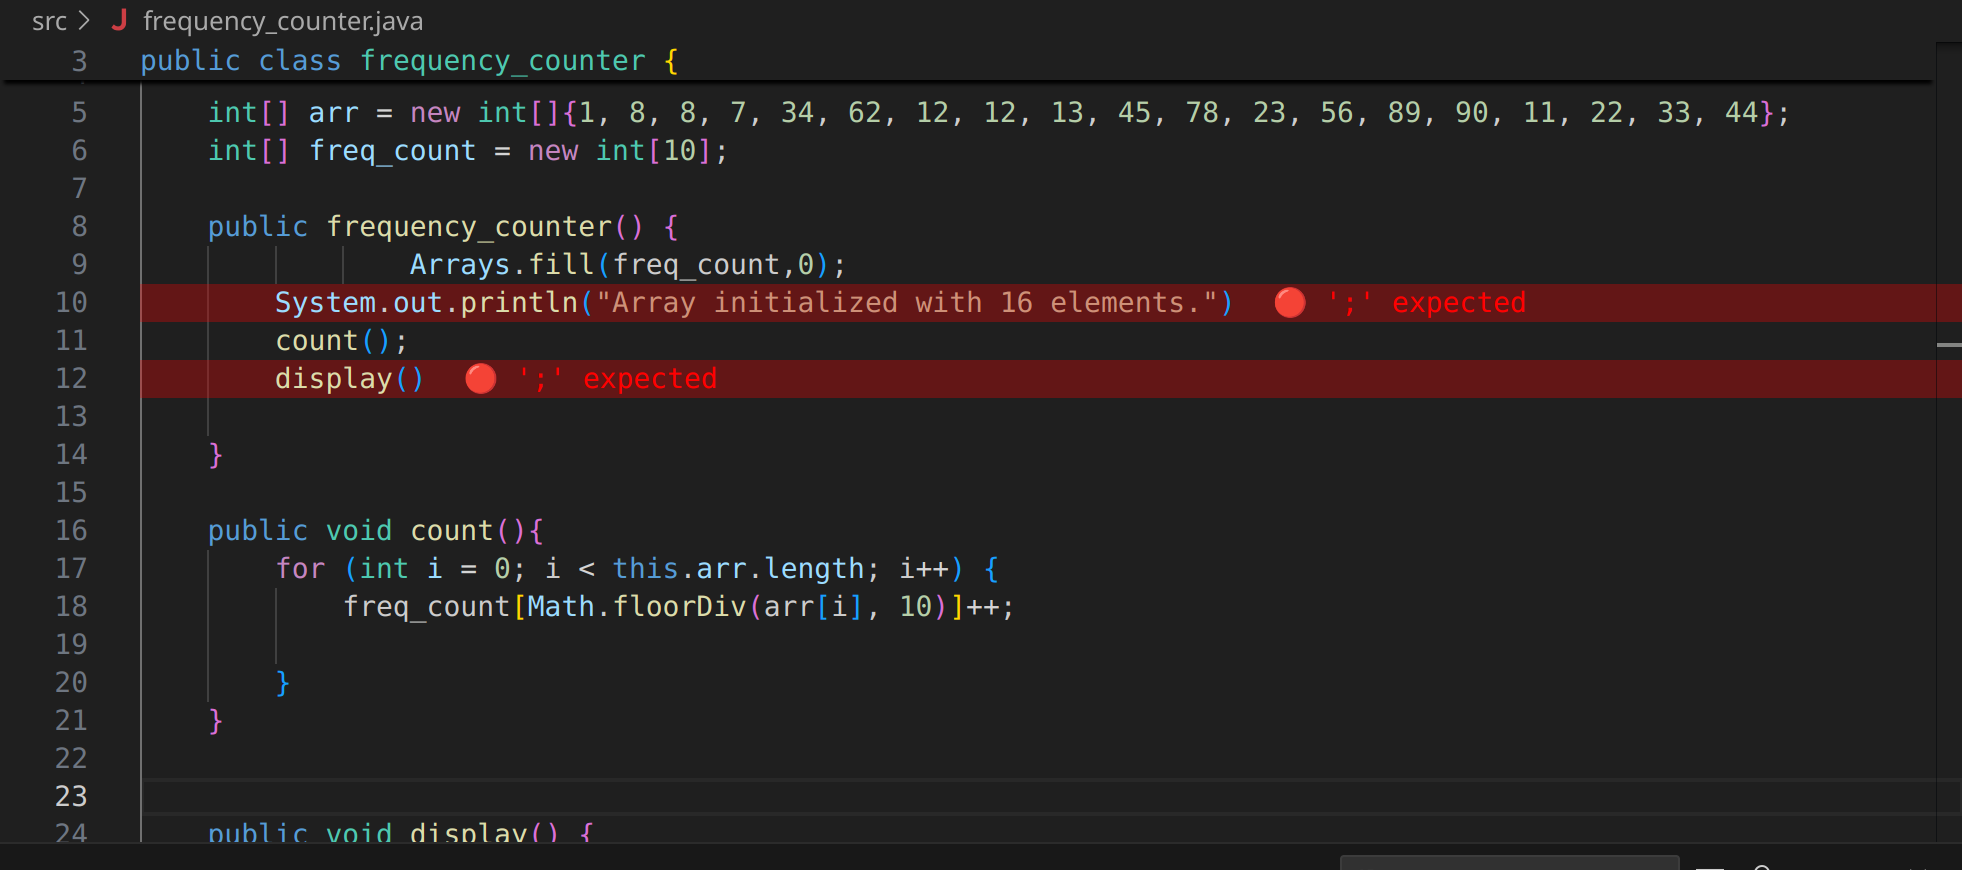 src > J frequency_counter.java
3 public class frequency_counter {
5 int[] arr = new int[]{1, 8, 8, 7, 34, 62, 12, 12, 13, 45, 78, 23, 56, 89, 90, 11, 22, 33, 44};
6 int[] freq_count = new int[10];
7
8 public frequency_counter() {
9 Arrays.fill(freq_count,0);
10 System.out.println("Array initialized with 16 elements.") ';' expected
11 count();
12 display() ';' expected
13
14 }
15
16 public void count(){
17 for (int i = 0; i < this.arr.length; i++) {
18 freq_count[Math.floorDiv(arr[i], 10)]++;
19
20 }
21 }
22
23
24 public void display() {